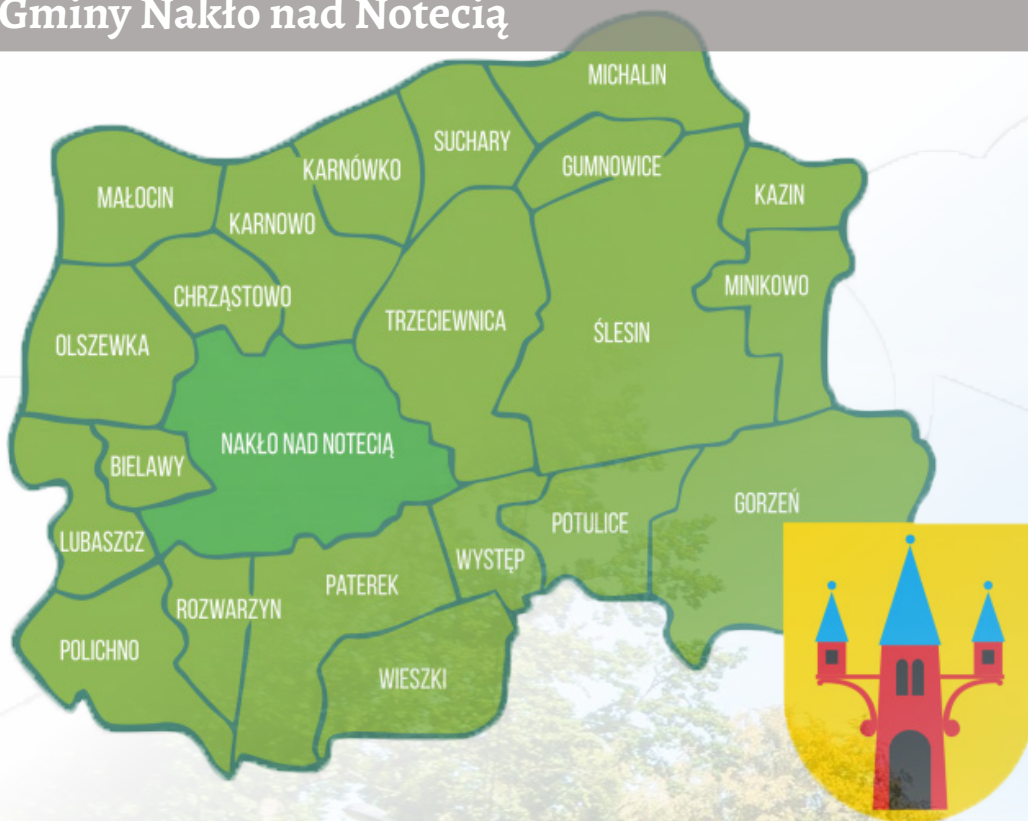 Gminy Nakło nad Notecią
MICHALIN
SUCHARY
GUMNOWICE
KARNÓWKO
MAŁOCIN
KAZIN
KARNOWO
MINIKOWO
CHRZĄSTOWO
TRZECIEWNICA
ŚLESIN
OLSZEWKA
NAKŁO NAD NOTECIĄ
BIELAWY
GORZEŃ
POTULICE
LUBASZCZ
WYSTĘP
PATEREK
ROZWARZYN
POLICHNO
WIESZKI